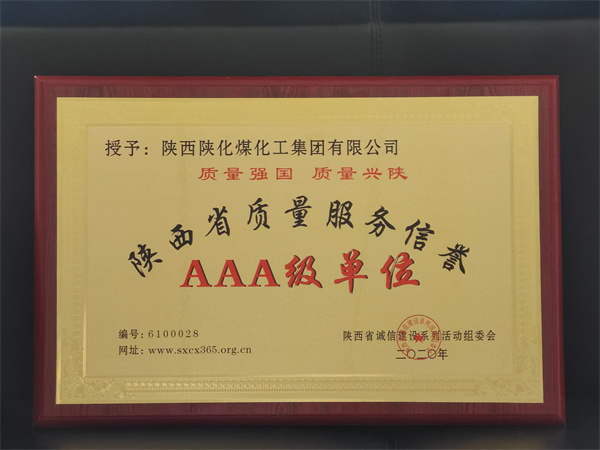 授予：陕西陕化煤化工集团有限公司
质量强国 质量兴陕
陕西省质量服务信誉
AAA级单位
编号：6100028
网址：www.sxcx365.org.cn
陕西省诚信建设系列活动组委会
二〇二〇年